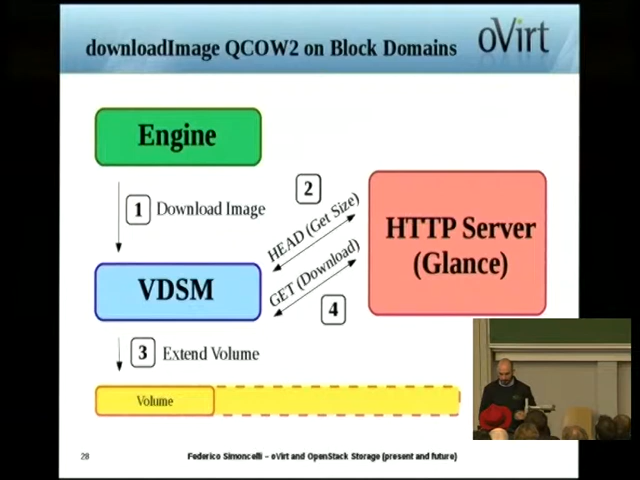 downloadImage QCOW2 on Block Domains
oVirt
Engine
1 Download Image
2
HEAD (Get Size)
HTTP Server
(Glance)
VDSM
GET (Download)
4
3 Extend Volume
Volume
28
Federico Simoncelli – oVirt and OpenStack Storage (present and future)